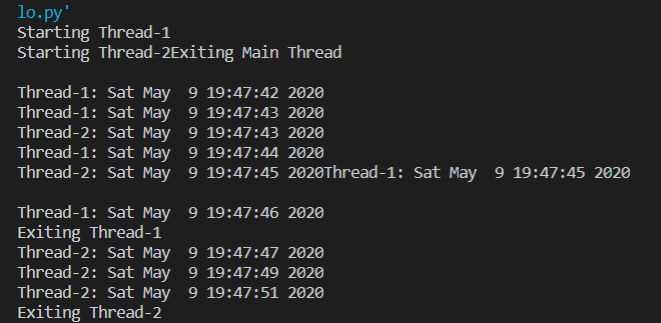 lo.py'
Starting Thread-1
Starting Thread-2Exiting Main Thread

Thread-1: Sat May  9 19:47:42 2020
Thread-1: Sat May  9 19:47:43 2020
Thread-2: Sat May  9 19:47:43 2020
Thread-1: Sat May  9 19:47:44 2020
Thread-2: Sat May  9 19:47:45 2020Thread-1: Sat May  9 19:47:45 2020

Thread-1: Sat May  9 19:47:46 2020
Exiting Thread-1
Thread-2: Sat May  9 19:47:47 2020
Thread-2: Sat May  9 19:47:49 2020
Thread-2: Sat May  9 19:47:51 2020
Exiting Thread-2